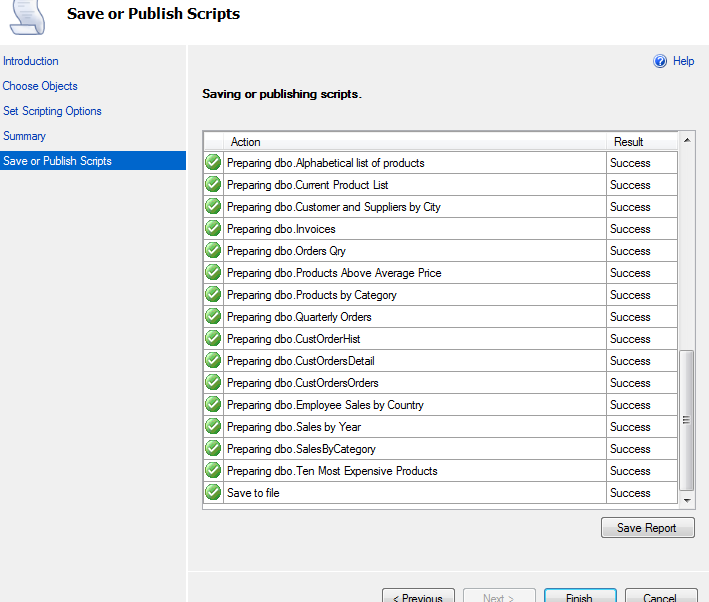 Save or Publish Scripts
Introduction
Choose Objects
Set Scripting Options
Summary
Save or Publish Scripts
Help
Saving or publishing scripts.
Action Result
Preparing dbo.Alphabetical list of products Success
Preparing dbo.Current Product List Success
Preparing dbo.Customer and Suppliers by City Success
Preparing dbo.Invoices Success
Preparing dbo.Orders Qry Success
Preparing dbo.Products Above Average Price Success
Preparing dbo.Products by Category Success
Preparing dbo.Quarterly Orders Success
Preparing dbo.CustOrderHist Success
Preparing dbo.CustOrdersDetail Success
Preparing dbo.CustOrdersOrders Success
Preparing dbo.Employee Sales by Country Success
Preparing dbo.Sales by Year Success
Preparing dbo.SalesByCategory Success
Preparing dbo.Ten Most Expensive Products Success
Save to file Success
Save Report
< Previous Next > Finish Cancel